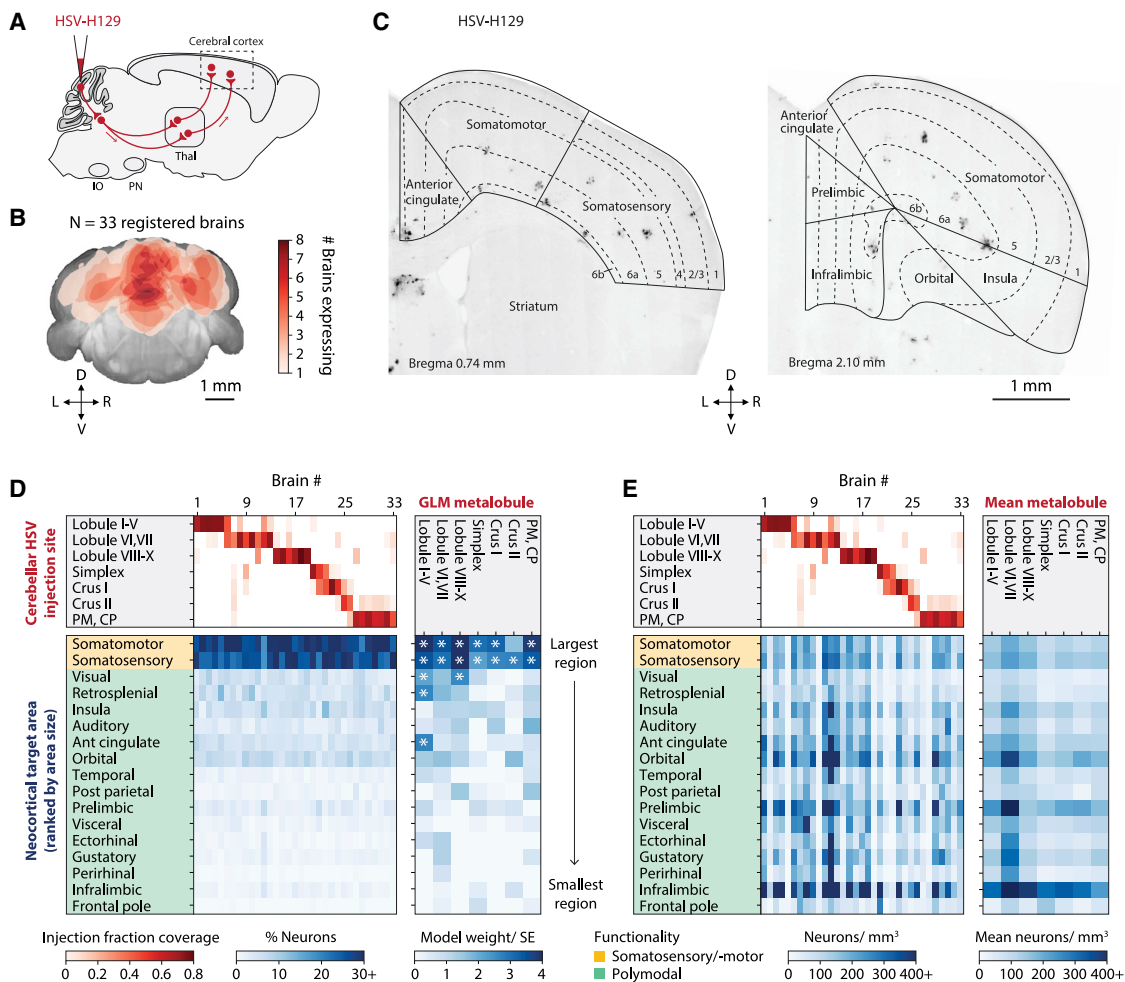 A
HSV-H129
Cerebral cortex
Thal
IO
PN
B
N = 33 registered brains
8
7
6
5
4
3
2
1
# Brains
expressing
D
L
R
V
1 mm
C
HSV-H129
Somatomotor
Anterior
cingulate
Somatosensory
6b
6a
5
4
2/3
1
Striatum
Bregma 0.74 mm
Anterior
cingulate
Somatomotor
Prelimbic
6b
6a
5
2/3
1
Infralimbic
Orbital
Insula
Bregma 2.10 mm
D
L
R
V
1 mm
D
Brain #
1
9
17
25
33
GLM metalobule
Cerebellar HSV
injection site
Lobule I-V
Lobule VI,VII
Lobule VIII-X
Simplex
Crus I
Crus II
PM, CP
Lobule I-V
Lobule VI,VII
Lobule VIII-X
Simplex
Crus I
Crus II
PM, CP
Neocortical target area
(ranked by area size)
Somatomotor
Somatosensory
Visual
Retrosplenial
Insula
Auditory
Ant cingulate
Orbital
Temporal
Post parietal
Prelimbic
Visceral
Ectorhinal
Gustatory
Perirhinal
Infralimbic
Frontal pole
* * * * * *
* * * * * * *
* *
*
*
Largest
region
Smallest
region
Injection fraction coverage
0 0.2 0.4 0.6 0.8
% Neurons
0 10 20 30+
Model weight/ SE
0 1 2 3 4
Functionality
Somatosensory/-motor
Polymodal
E
Brain #
1
9
17
25
33
Mean metalobule
Lobule I-V
Lobule VI,VII
Lobule VIII-X
Simplex
Crus I
Crus II
PM, CP
Lobule I-V
Lobule VI,VII
Lobule VIII-X
Simplex
Crus I
Crus II
PM, CP
Somatomotor
Somatosensory
Visual
Retrosplenial
Insula
Auditory
Ant cingulate
Orbital
Temporal
Post parietal
Prelimbic
Visceral
Ectorhinal
Gustatory
Perirhinal
Infralimbic
Frontal pole
Neurons/ mm³
0 100 200 300 400+
Mean neurons/ mm³
0 100 200 300 400+